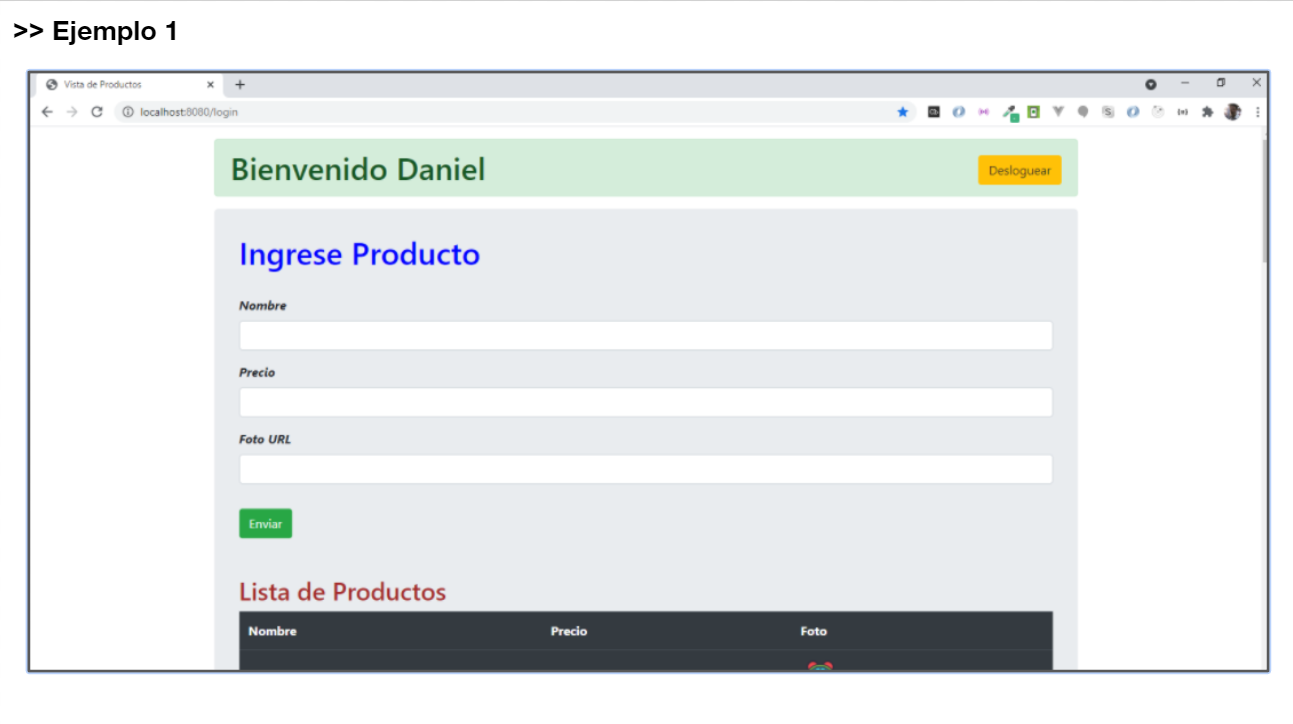 >> Ejemplo 1
Vista de Productos
localhost:8080/login
Bienvenido Daniel
Desloguear
Ingrese Producto
Nombre
Precio
Foto URL
Enviar
Lista de Productos
Nombre Precio Foto